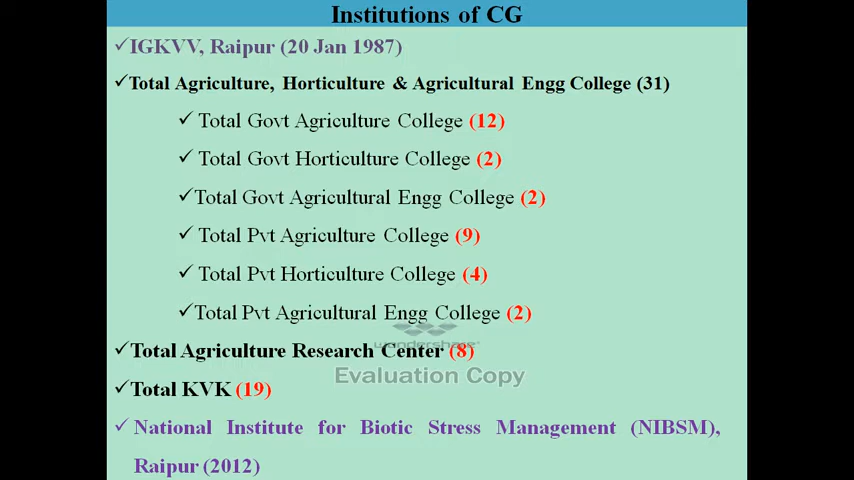 Institutions of CG
✓IGKVV, Raipur (20 Jan 1987)
✓Total Agriculture, Horticulture & Agricultural Engg College (31)
✓ Total Govt Agriculture College (12)
✓ Total Govt Horticulture College (2)
✓Total Govt Agricultural Engg College (2)
✓ Total Pvt Agriculture College (9)
✓ Total Pvt Horticulture College (4)
✓Total Pvt Agricultural Engg College (2)
✓Total Agriculture Research Center (8)
wondershare
✓Total KVK (19)
Evaluation Copy
✓ National Institute for Biotic Stress Management (NIBSM),
Raipur (2012)